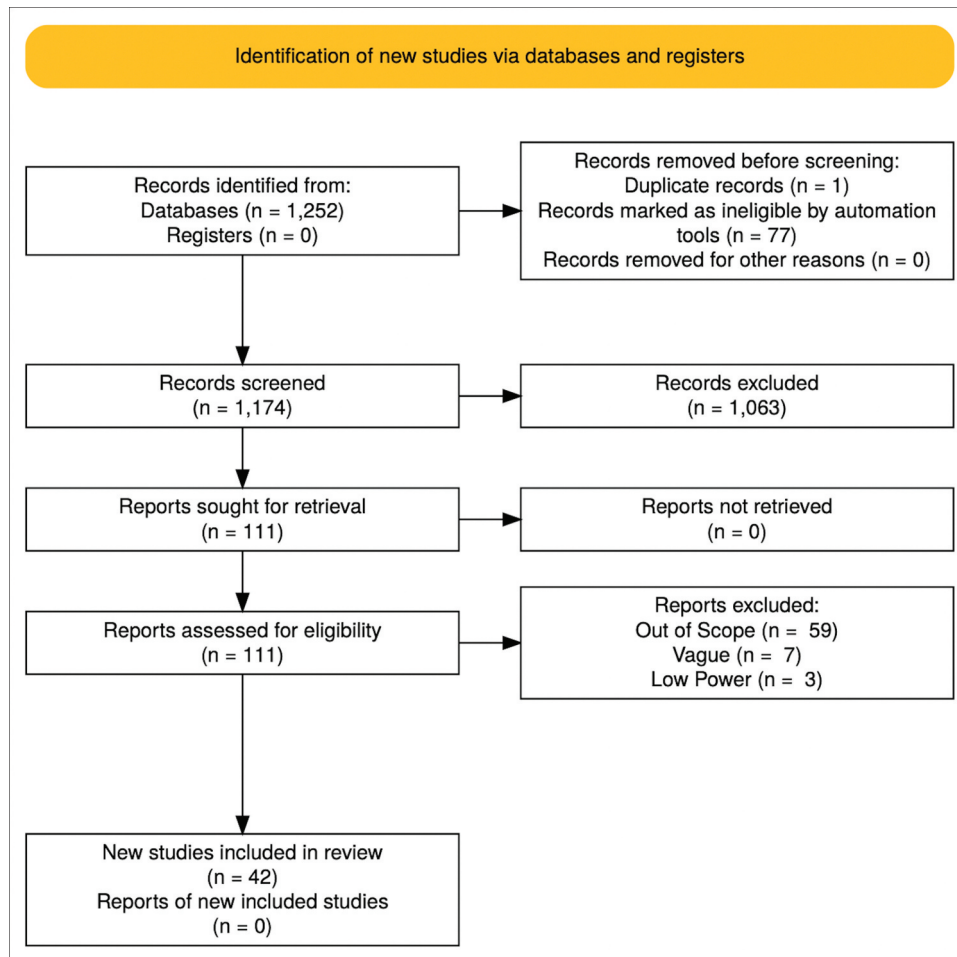 Identification of new studies via databases and registers
Records identified from:
Databases (n = 1,252)
Registers (n = 0)
Records removed before screening:
Duplicate records (n = 1)
Records marked as ineligible by automation
tools (n = 77)
Records removed for other reasons (n = 0)
Records screened
(n = 1,174)
Records excluded
(n = 1,063)
Reports sought for retrieval
(n = 111)
Reports not retrieved
(n = 0)
Reports assessed for eligibility
(n = 111)
Reports excluded:
Out of Scope (n = 59)
Vague (n = 7)
Low Power (n = 3)
New studies included in review
(n = 42)
Reports of new included studies
(n = 0)